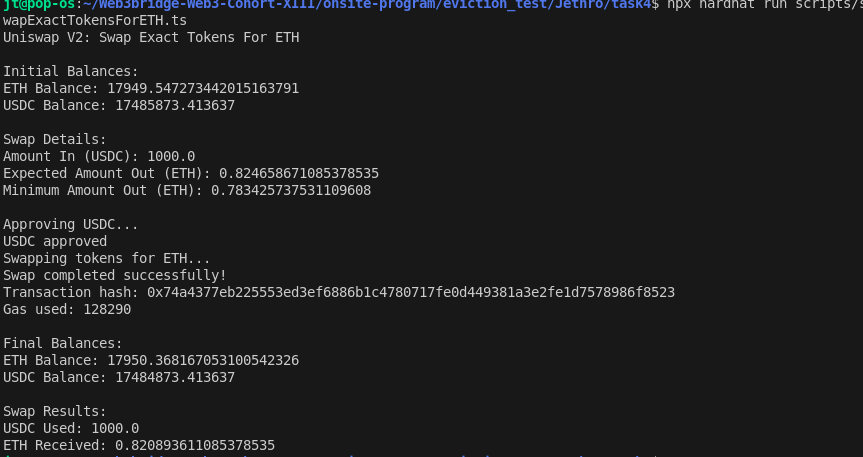 jt@pop-os:~/Web3bridge-Web3-Cohort-XIII/onsite-program/eviction_test/Jethro/task4$ npx hardhat run scripts/s
wapExactTokensForETH.ts
Uniswap V2: Swap Exact Tokens For ETH
Initial Balances:
ETH Balance: 17949.547273442015163791
USDC Balance: 17485873.413637
Swap Details:
Amount In (USDC): 1000.0
Expected Amount Out (ETH): 0.824658671085378535
Minimum Amount Out (ETH): 0.783425737531109608
Approving USDC...
USDC approved
Swapping tokens for ETH...
Swap completed successfully!
Transaction hash: 0x74a4377eb225553ed3ef6886b1c4780717fe0d449381a3e2fe1d7578986f8523
Gas used: 128290
Final Balances:
ETH Balance: 17950.368167053100542326
USDC Balance: 17484873.413637
Swap Results:
USDC Used: 1000.0
ETH Received: 0.820893611085378535